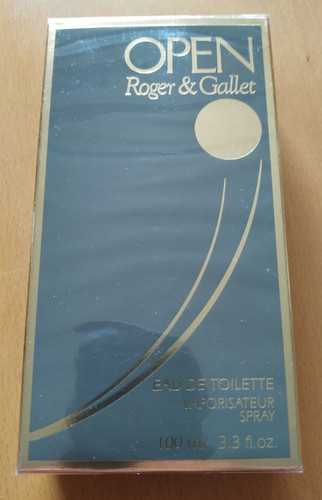 OPEN
Roger & Gallet
EAU DE TOILETTE
VAPORISATEUR
SPRAY
100 ml 3.3 fl.oz.